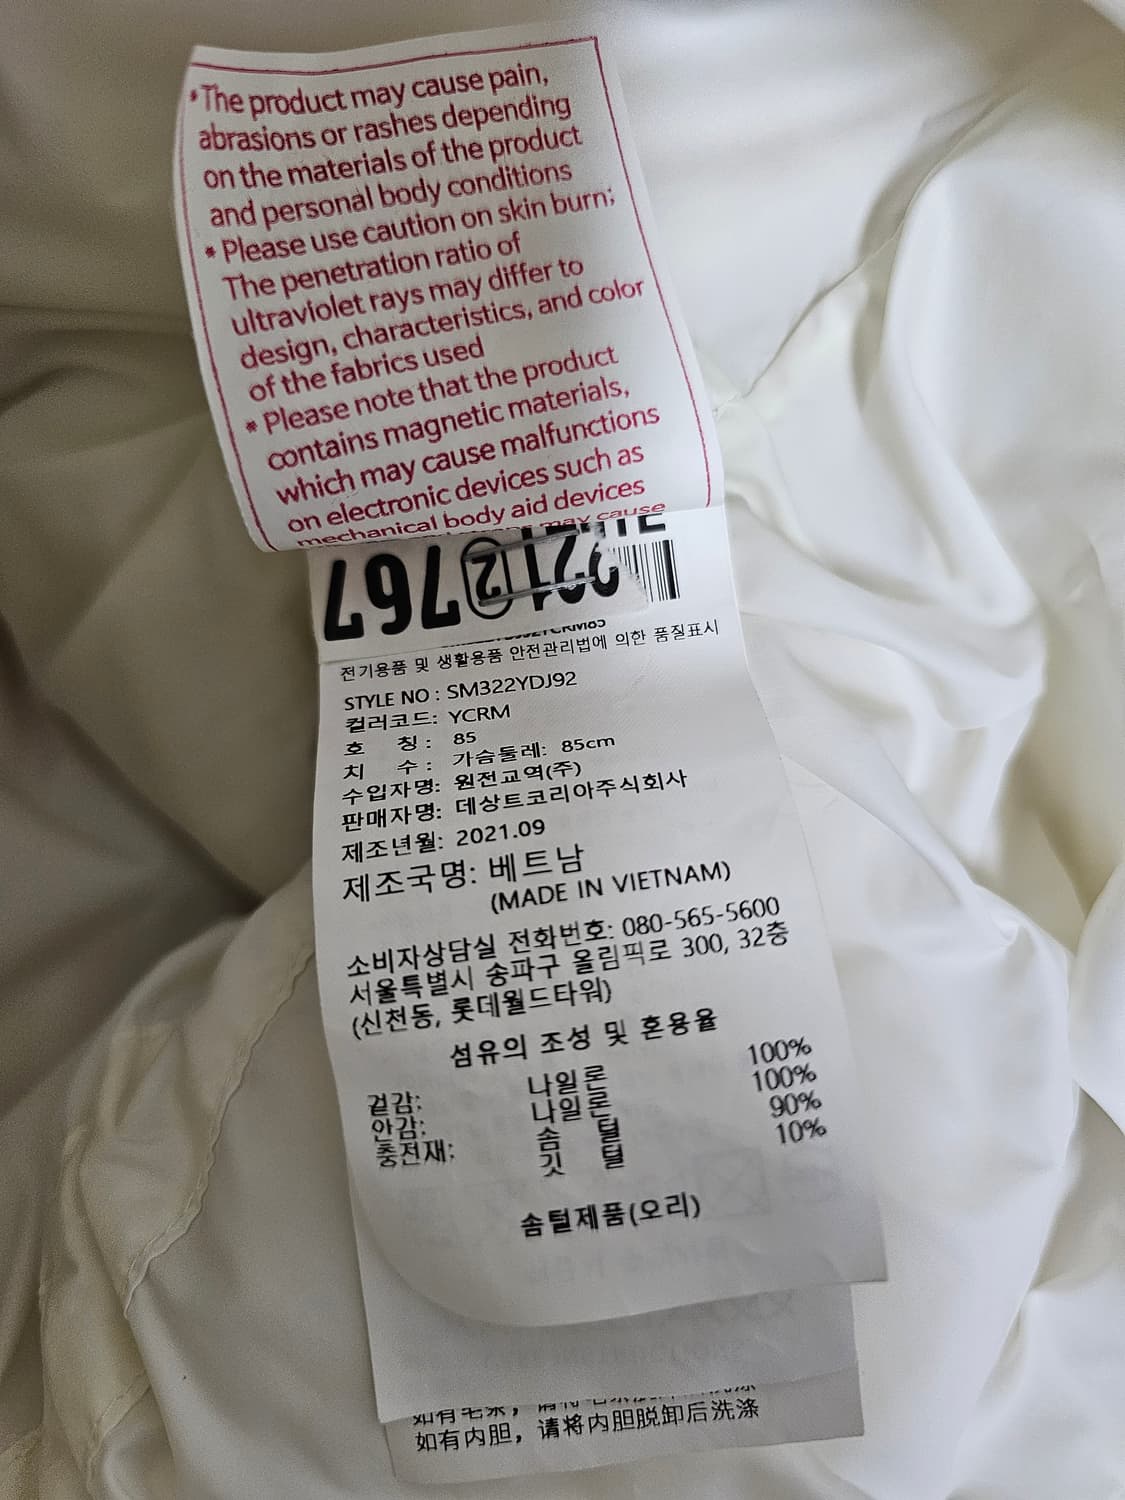 *The product may cause pain,
abrasions or rashes depending
on the materials of the product
and personal body conditions
* Please use caution on skin burn;
The penetration ratio of
ultraviolet rays may differ to
design, characteristics, and color
of the fabrics used
* Please note that the product
contains magnetic materials,
which may cause malfunctions
on electronic devices such as
mechanical body aid devices
may cause
767
전기용품 및 생활용품 안전관리법에 의한 품질표시
STYLE NO : SM322YDJ92
컬러코드: YCRM
호 칭 : 85
치 수 : 가슴둘레: 85cm
수입자명: 원전교역(주)
판매자명: 데상트코리아주식회사
제조년월: 2021.09
제조국명: 베트남
(MADE IN VIETNAM)
소비자상담실 전화번호: 080-565-5600
서울특별시 송파구 올림픽로 300, 32층
(신천동, 롯데월드타워)
섬유의 조성 및 혼용율
겉감: 나일론 100%
안감: 나일론 100%
충전재: 솜 털 90%
깃 털 10%
솜털제품(오리)
如有内胆，请将内胆脱卸后洗涤